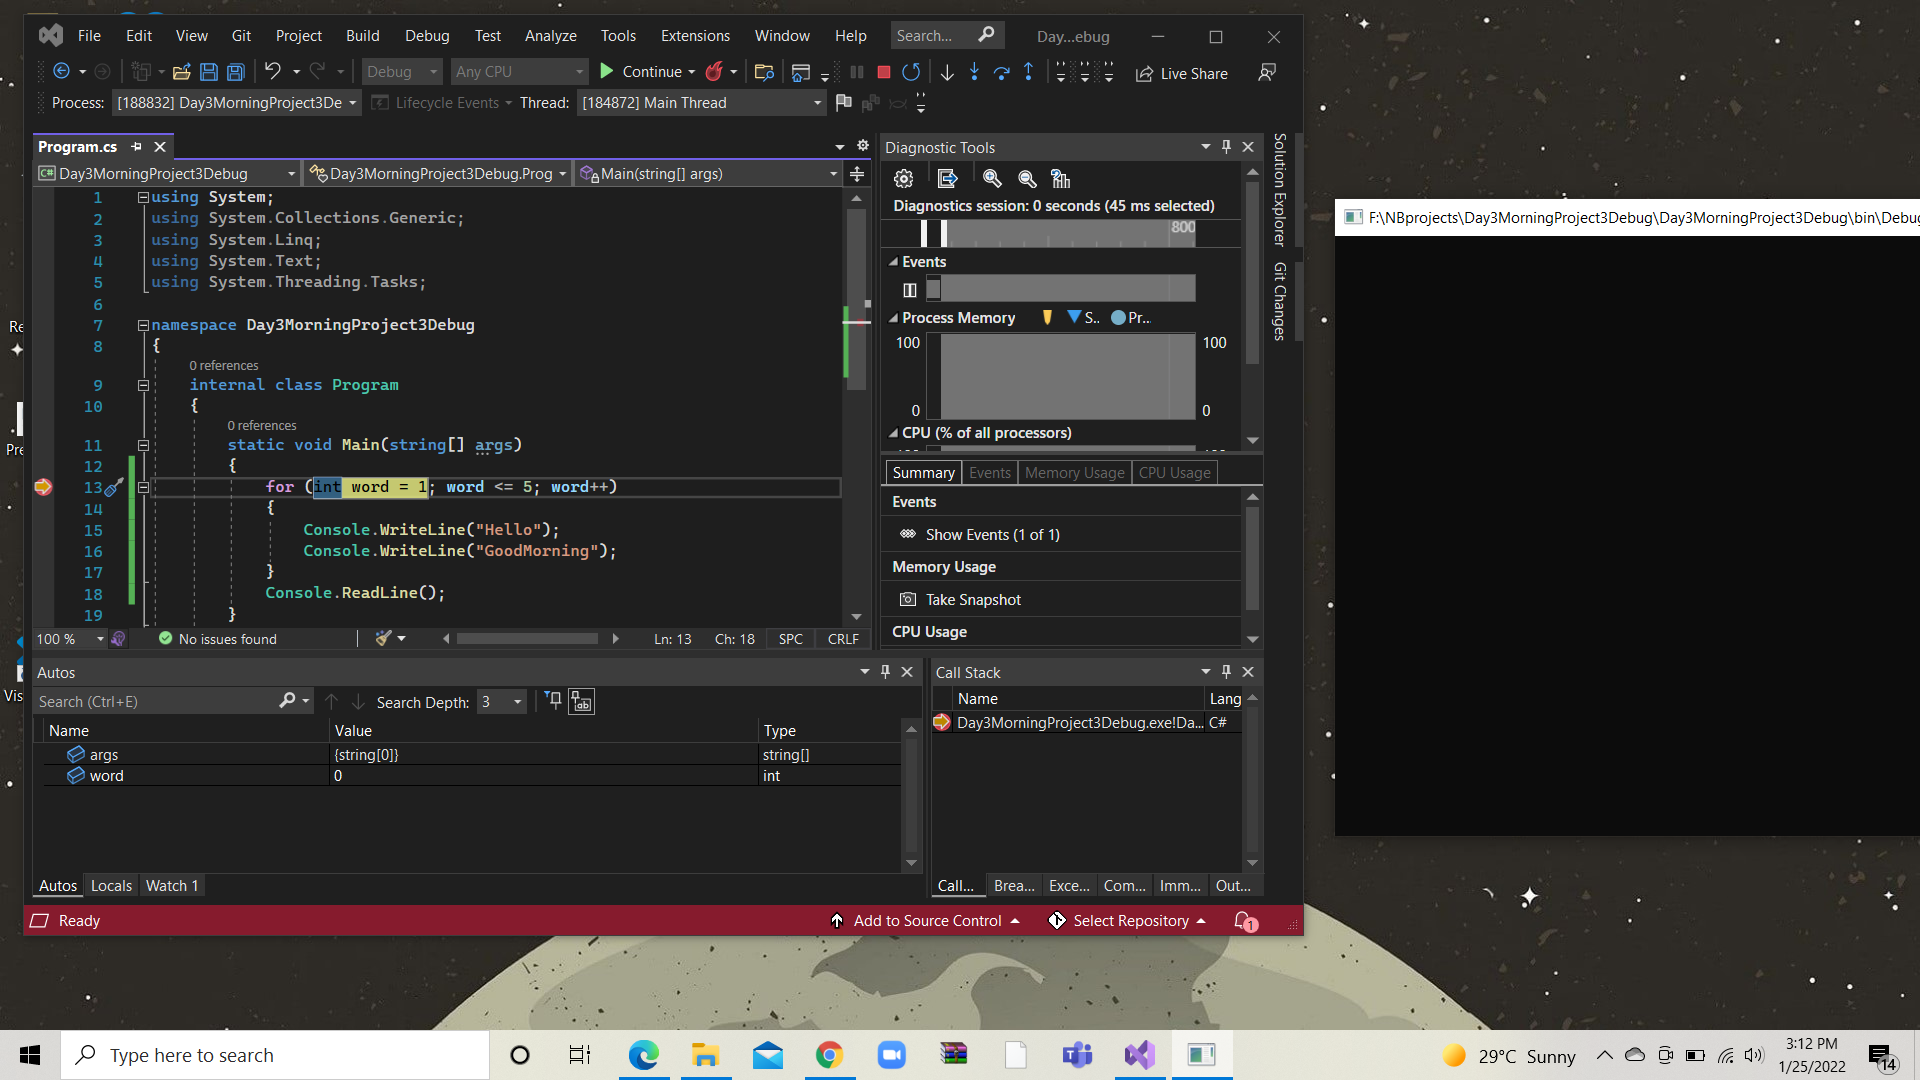 File Edit View Git Project Build Debug Test Analyze Tools Extensions Window Help Search... Day...ebug
Debug Any CPU Continue Live Share
Process: [188832] Day3MorningProject3De Lifecycle Events Thread: [184872] Main Thread
Program.cs
C# Day3MorningProject3Debug Day3MorningProject3Debug.Prog Main(string[] args)
1 using System;
2 using System.Collections.Generic;
3 using System.Linq;
4 using System.Text;
5 using System.Threading.Tasks;
6
7 namespace Day3MorningProject3Debug
8 {
0 references
9 internal class Program
10 {
0 references
11 static void Main(string[] args)
12 {
13 for (int word = 1; word <= 5; word++)
14 {
15 Console.WriteLine("Hello");
16 Console.WriteLine("GoodMorning");
17 }
18 Console.ReadLine();
19 }
100 % No issues found Ln: 13 Ch: 18 SPC CRLF
Diagnostic Tools
Diagnostics session: 0 seconds (45 ms selected)
800
Events
Process Memory S.. Pr...
100 100
0 0
CPU (% of all processors)
Summary Events Memory Usage CPU Usage
Events
Show Events (1 of 1)
Memory Usage
Take Snapshot
CPU Usage
Solution Explorer
Git Changes
Autos
Search (Ctrl+E) Search Depth: 3
Name Value Type
args {string[0]} string[]
word 0 int
Autos Locals Watch 1
Call Stack
Name Lang
Day3MorningProject3Debug.exe!Da... C#
Call... Brea... Exce... Com... Imm... Out...
Ready Add to Source Control Select Repository 1
F:\NBprojects\Day3MorningProject3Debug\Day3MorningProject3Debug\bin\Debug
Re
Pre
Vis
Type here to search
29°C Sunny
3:12 PM
1/25/2022
14